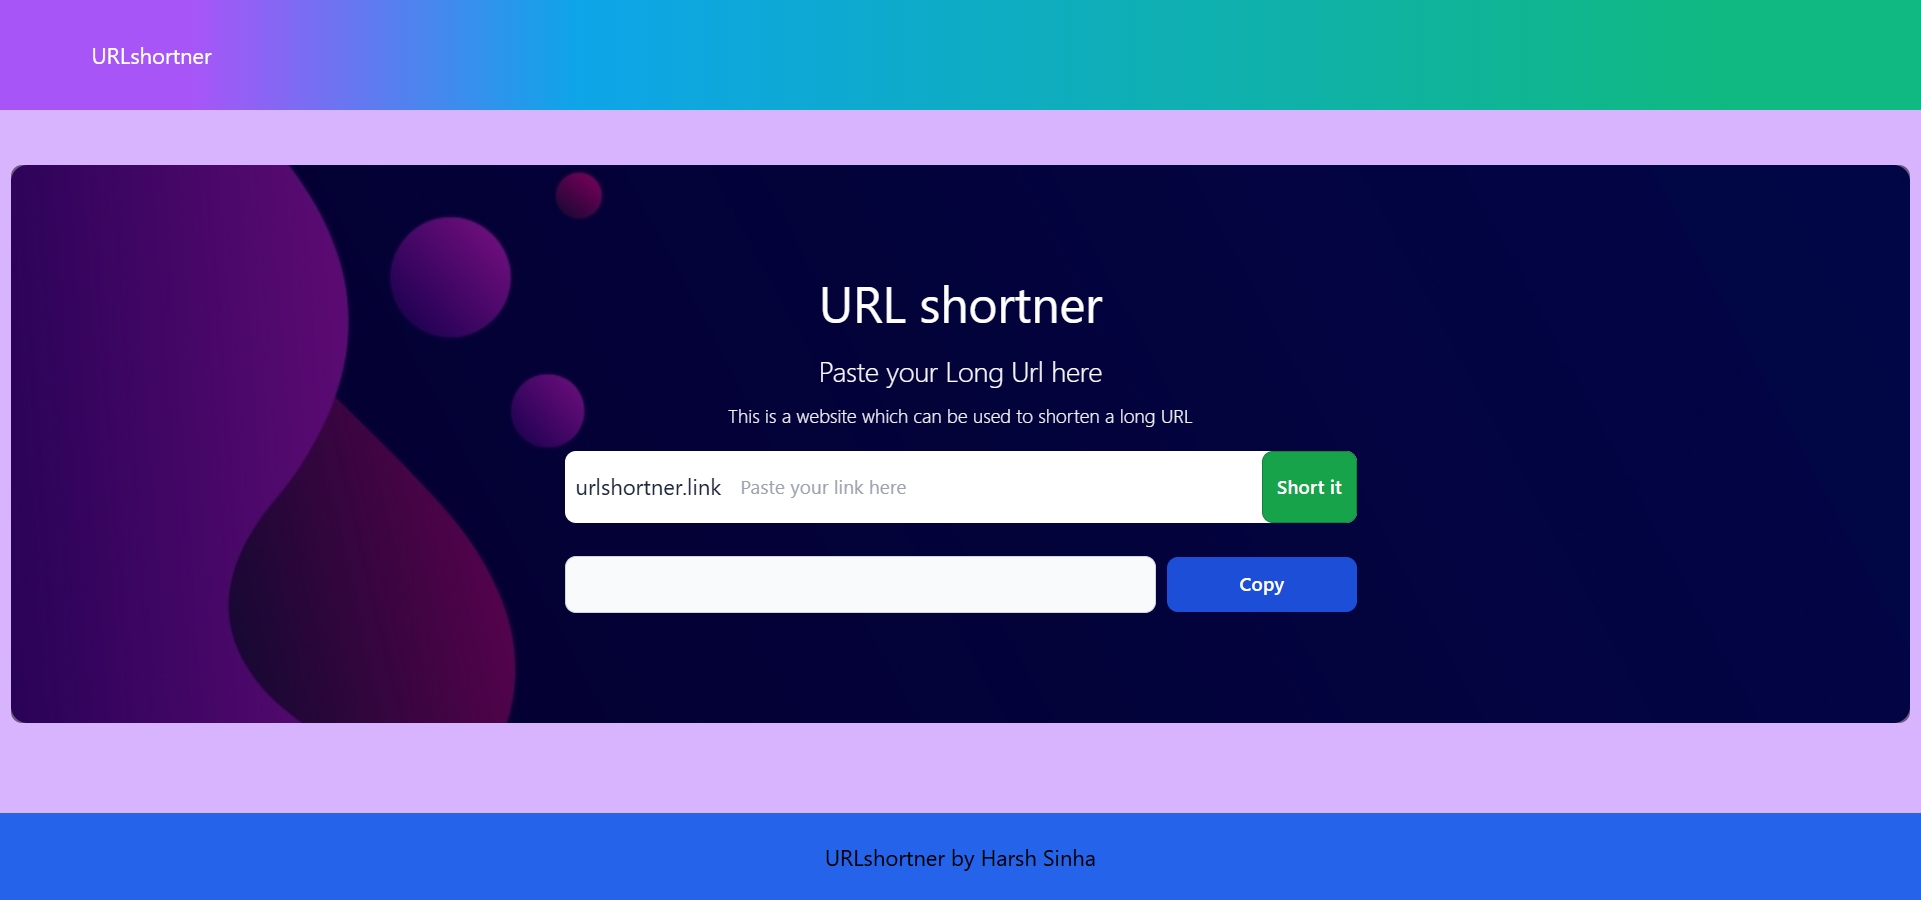 URLshortner
URL shortner
Paste your Long Url here
This is a website which can be used to shorten a long URL
urlshortner.link Paste your link here Short it
Copy
URLshortner by Harsh Sinha